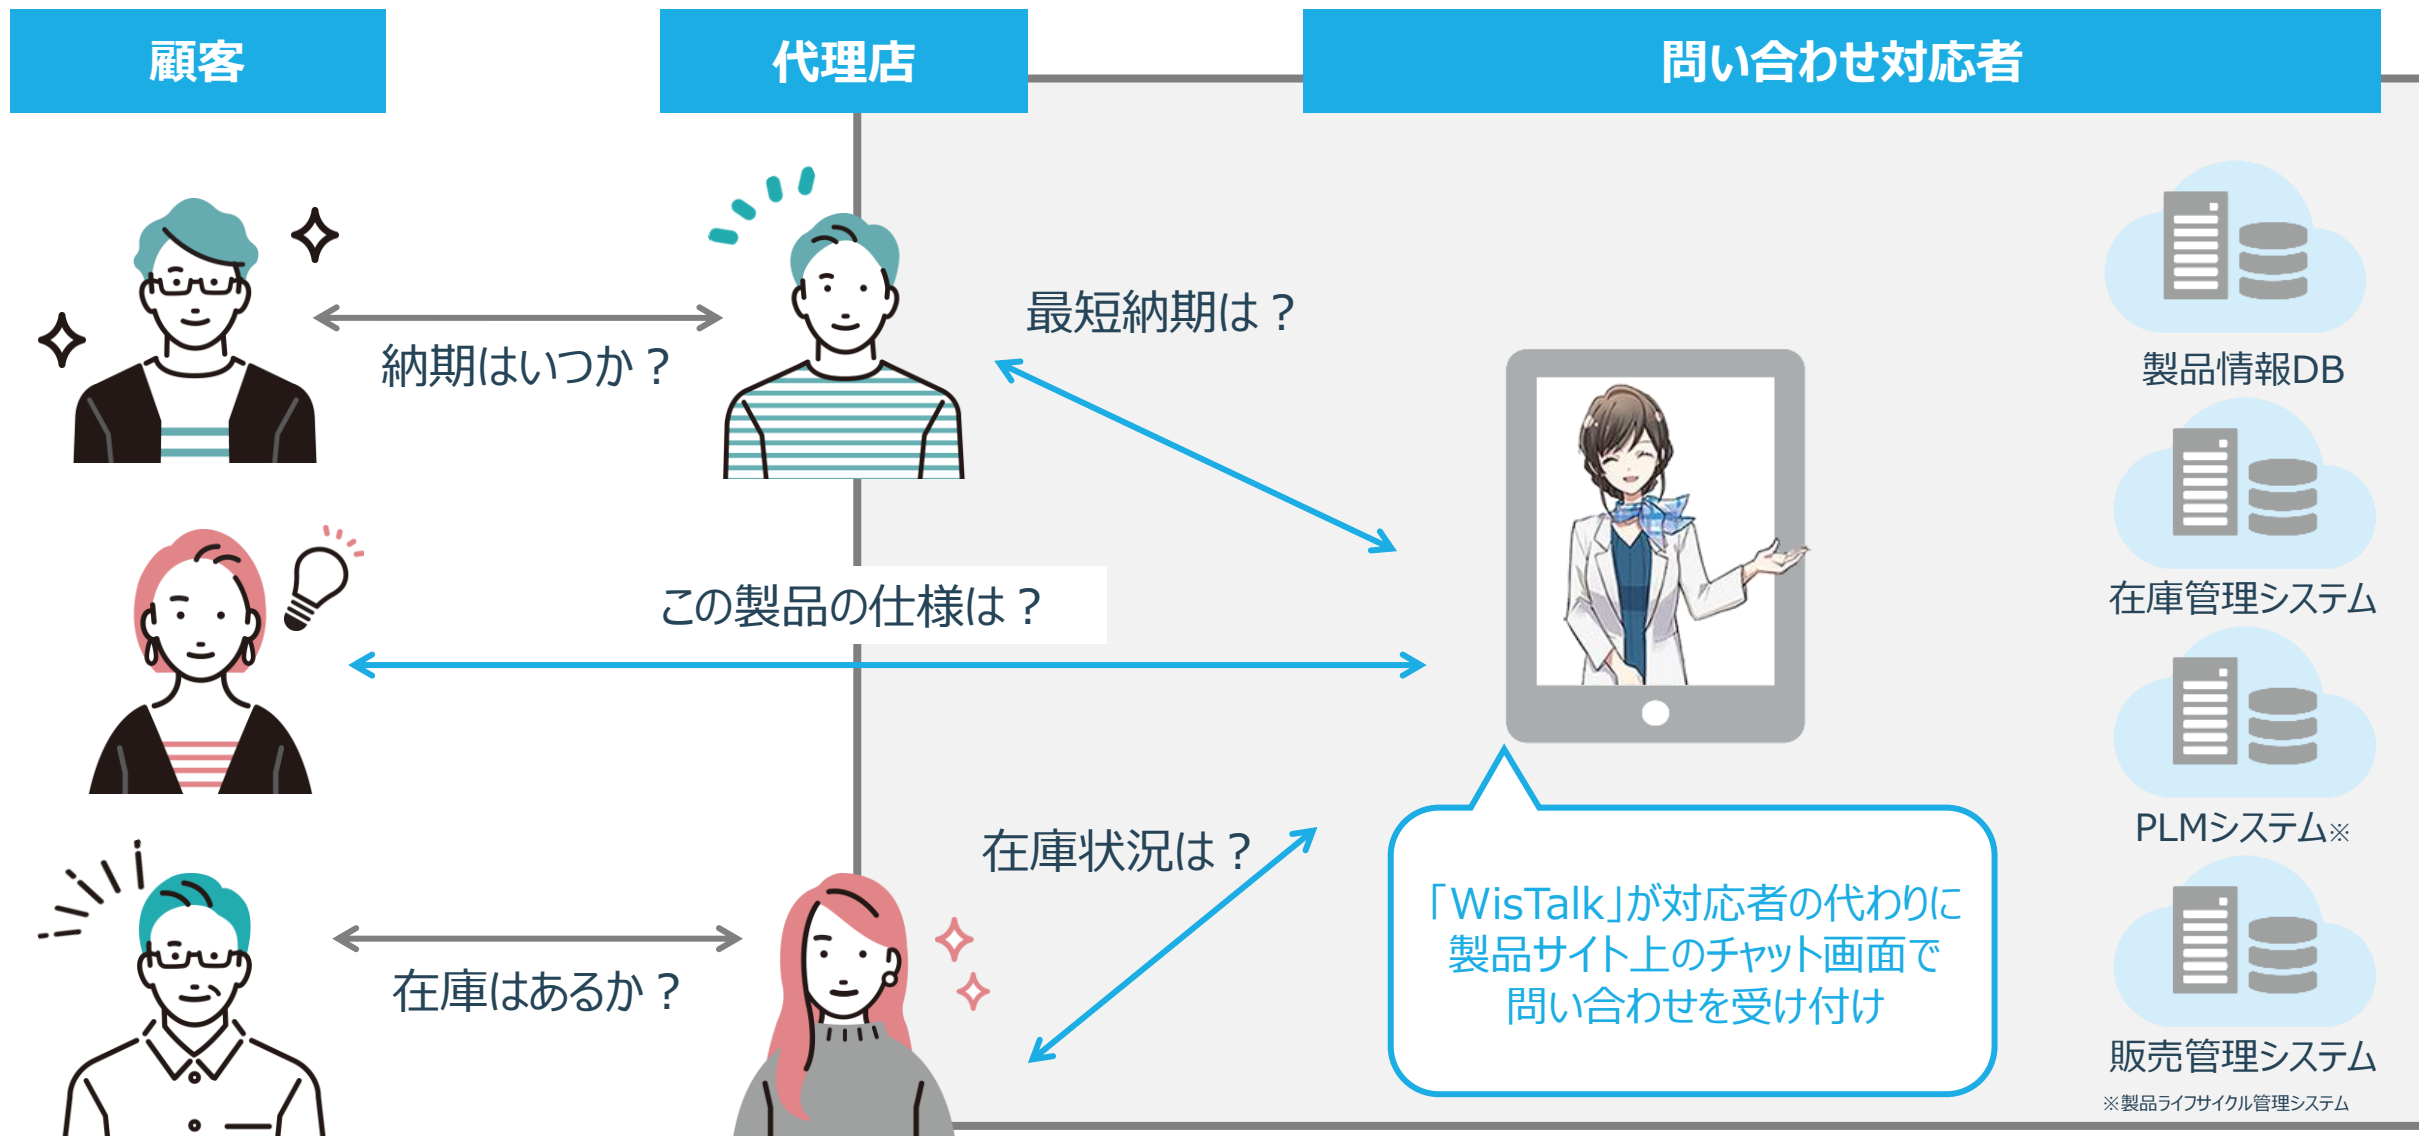 顧客
代理店
問い合わせ対応者
納期はいつか？
最短納期は？
この製品の仕様は？
在庫状況は？
在庫はあるか？
「WisTalk」が対応者の代わりに
製品サイト上のチャット画面で
問い合わせを受け付け
製品情報DB
在庫管理システム
PLMシステム※
販売管理システム
※製品ライフサイクル管理システム